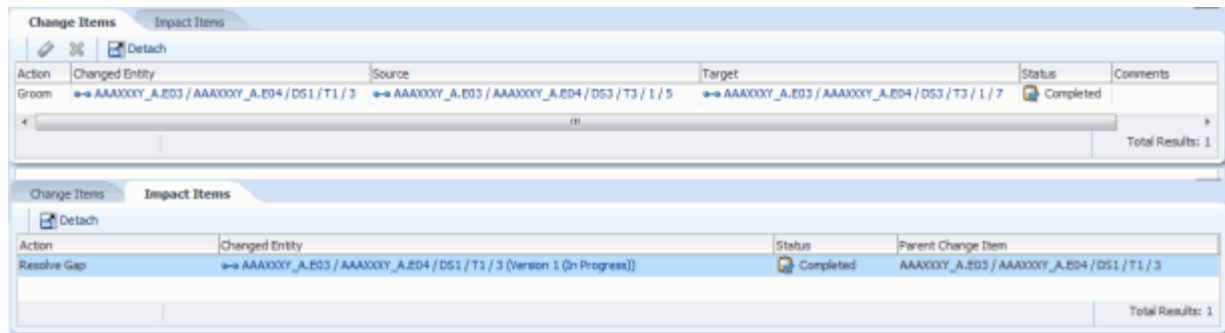 Change Items Impact Items
Detach
Action Changed Entity Source Target Status Comments
Groom AAAXXXY_A.E03 / AAAXXXY_A.E04 / DS1 / T1 / 3 AAAXXXY_A.E03 / AAAXXXY_A.E04 / DS3 / T3 / 1 / 5 AAAXXXY_A.E03 / AAAXXXY_A.E04 / DS3 / T3 / 1 / 7 Completed
Total Results: 1
Change Items Impact Items
Detach
Action Changed Entity Status Parent Change Item
Resolve Gap AAAXXXY_A.E03 / AAAXXXY_A.E04 / DS1 / T1 / 3 (Version 1 (In Progress)) Completed AAAXXXY_A.E03 / AAAXXXY_A.E04 / DS1 / T1 / 3
Total Results: 1